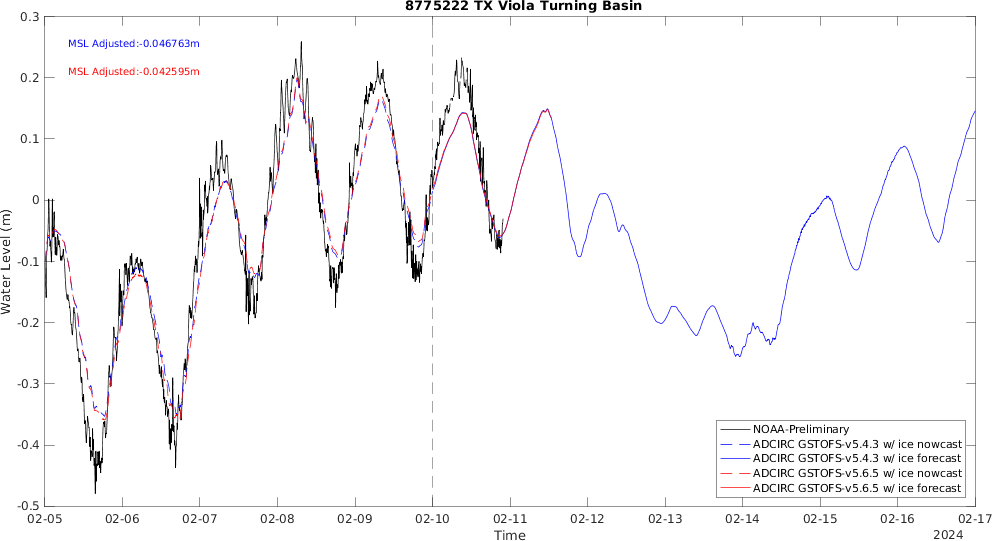 8775222 TX Viola Turning Basin
0.3
0.2
0.1
0
-0.1
-0.2
-0.3
-0.4
-0.5
Water Level (m)
MSL Adjusted:-0.046763m
MSL Adjusted:-0.042595m
NOAA-Preliminary
ADCIRC GSTOFS-v5.4.3 w/ ice nowcast
ADCIRC GSTOFS-v5.4.3 w/ ice forecast
ADCIRC GSTOFS-v5.6.5 w/ ice nowcast
ADCIRC GSTOFS-v5.6.5 w/ ice forecast
02-05 02-06 02-07 02-08 02-09 02-10 02-11 02-12 02-13 02-14 02-15 02-16 02-17
Time
2024